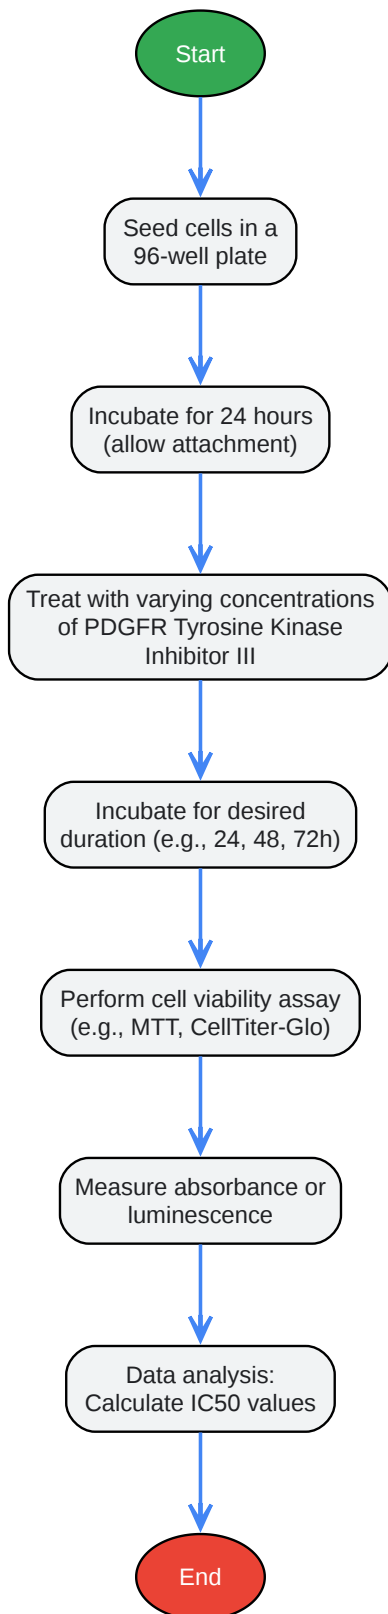 Start
Seed cells in a
96-well plate
Incubate for 24 hours
(allow attachment)
Treat with varying concentrations
of PDGFR Tyrosine Kinase
Inhibitor III
Incubate for desired
duration (e.g., 24, 48, 72h)
Perform cell viability assay
(e.g., MTT, CellTiter-Glo)
Measure absorbance or
luminescence
Data analysis:
Calculate IC50 values
End